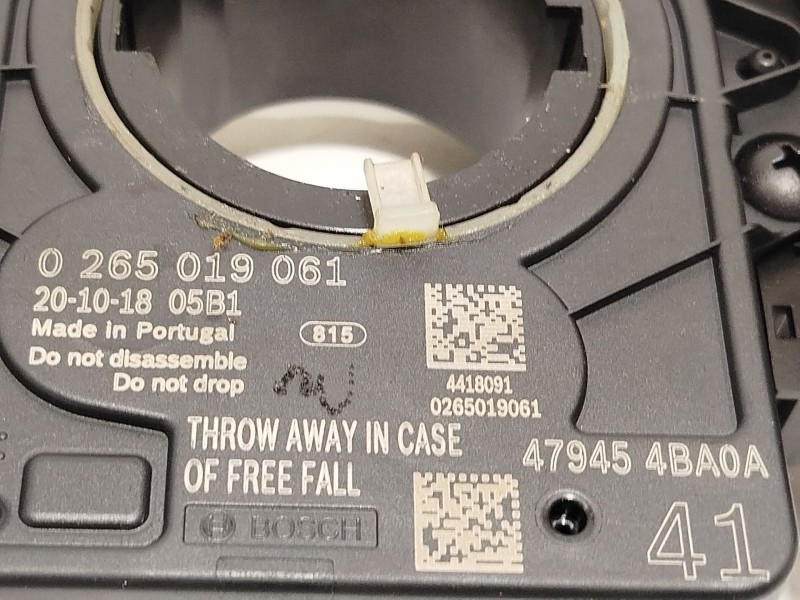 0 265 019 061
20-10-18 05B1
Made in Portugal
815
Do not disassemble
Do not drop
4418091
0265019061
THROW AWAY IN CASE
OF FREE FALL
47945 4BA0A
BOSCH
41